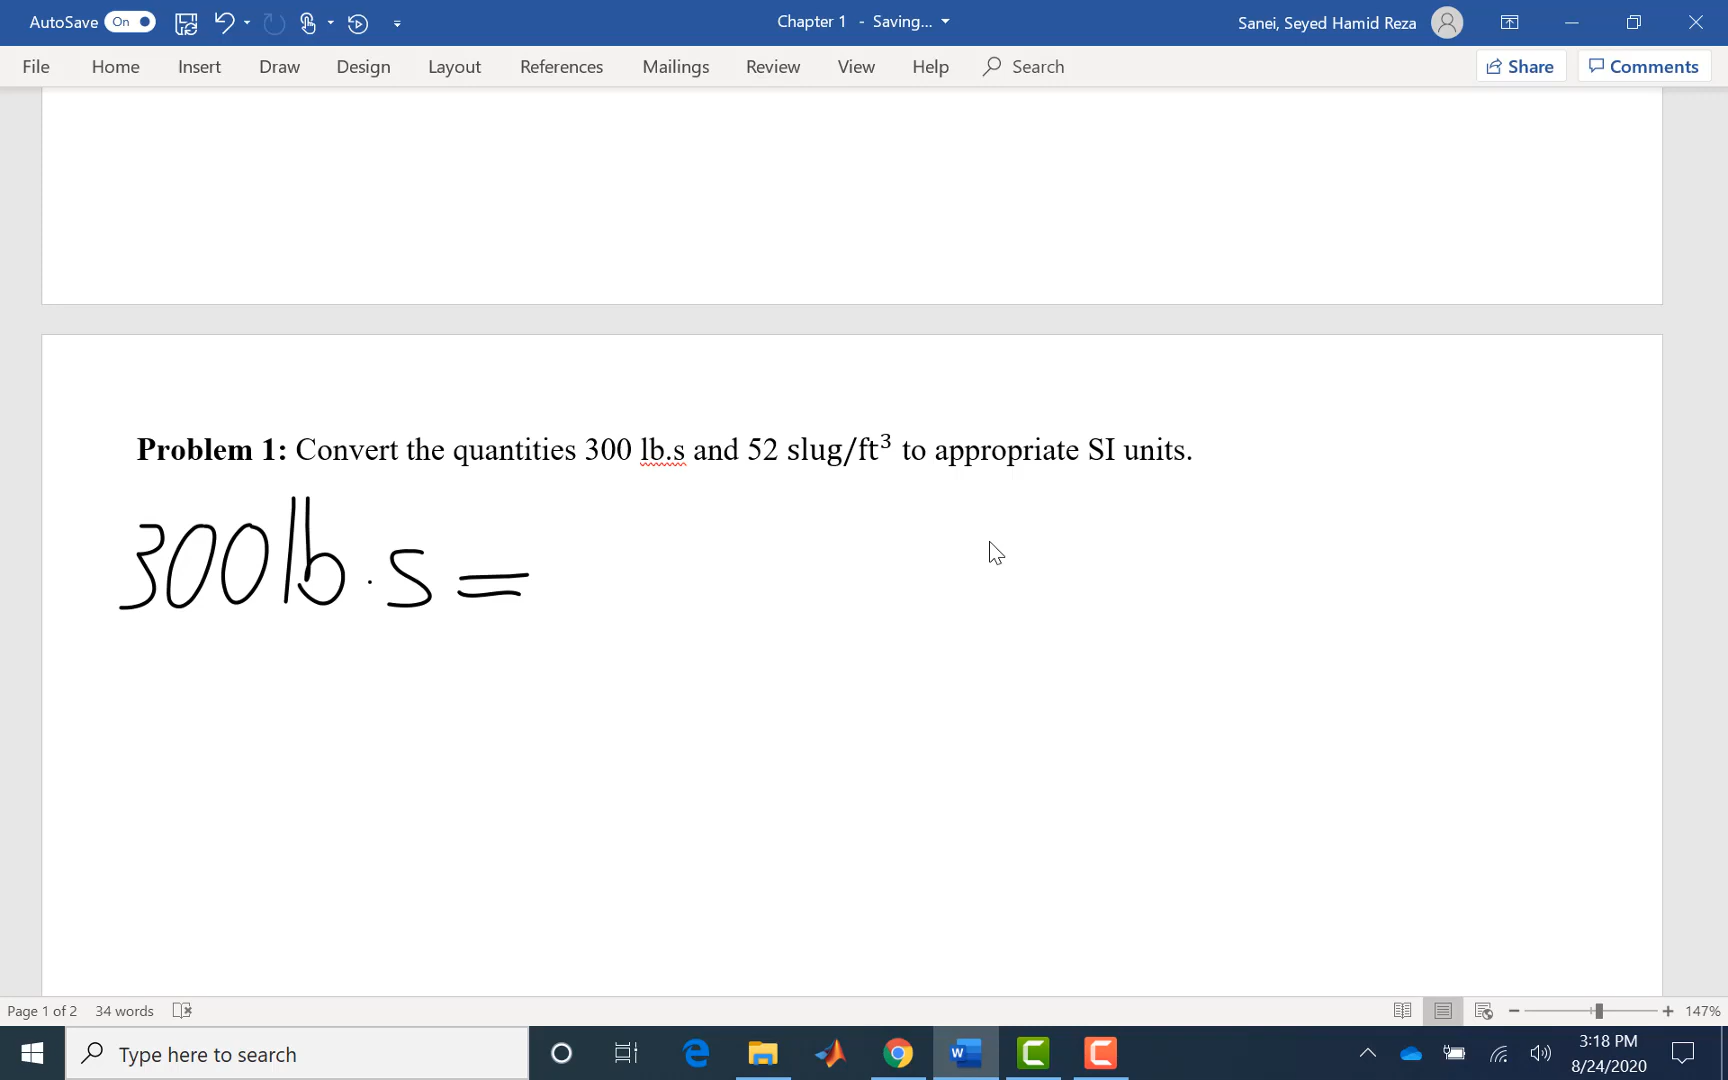 AutoSave On
Chapter 1 - Saving...
Sanei, Seyed Hamid Reza
File Home Insert Draw Design Layout References Mailings Review View Help Search Share Comments
Problem 1: Convert the quantities 300 lb.s and 52 slug/ft³ to appropriate SI units.
300 lb · s =
Page 1 of 2 34 words 147%
Type here to search
3:18 PM
8/24/2020